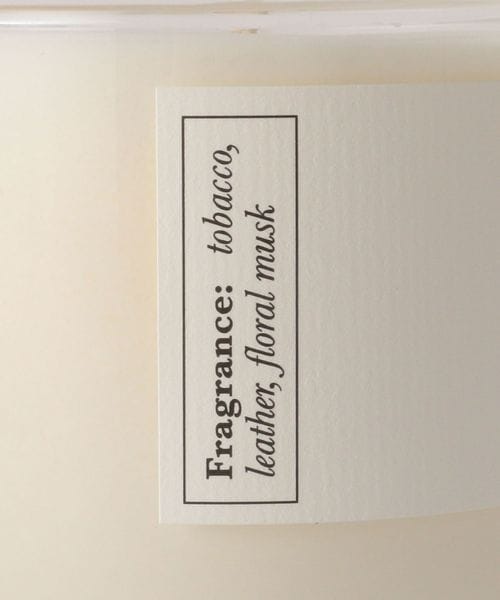 Fragrance: tobacco,
leather, floral musk